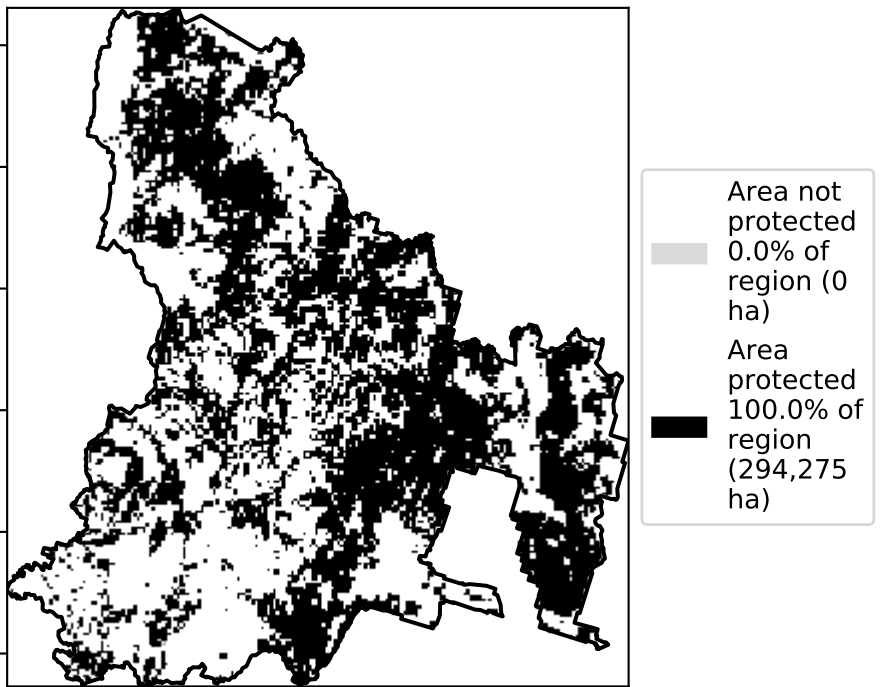 Area not
protected
0.0% of
region (0
ha)
Area
protected
100.0% of
region
(294,275
ha)